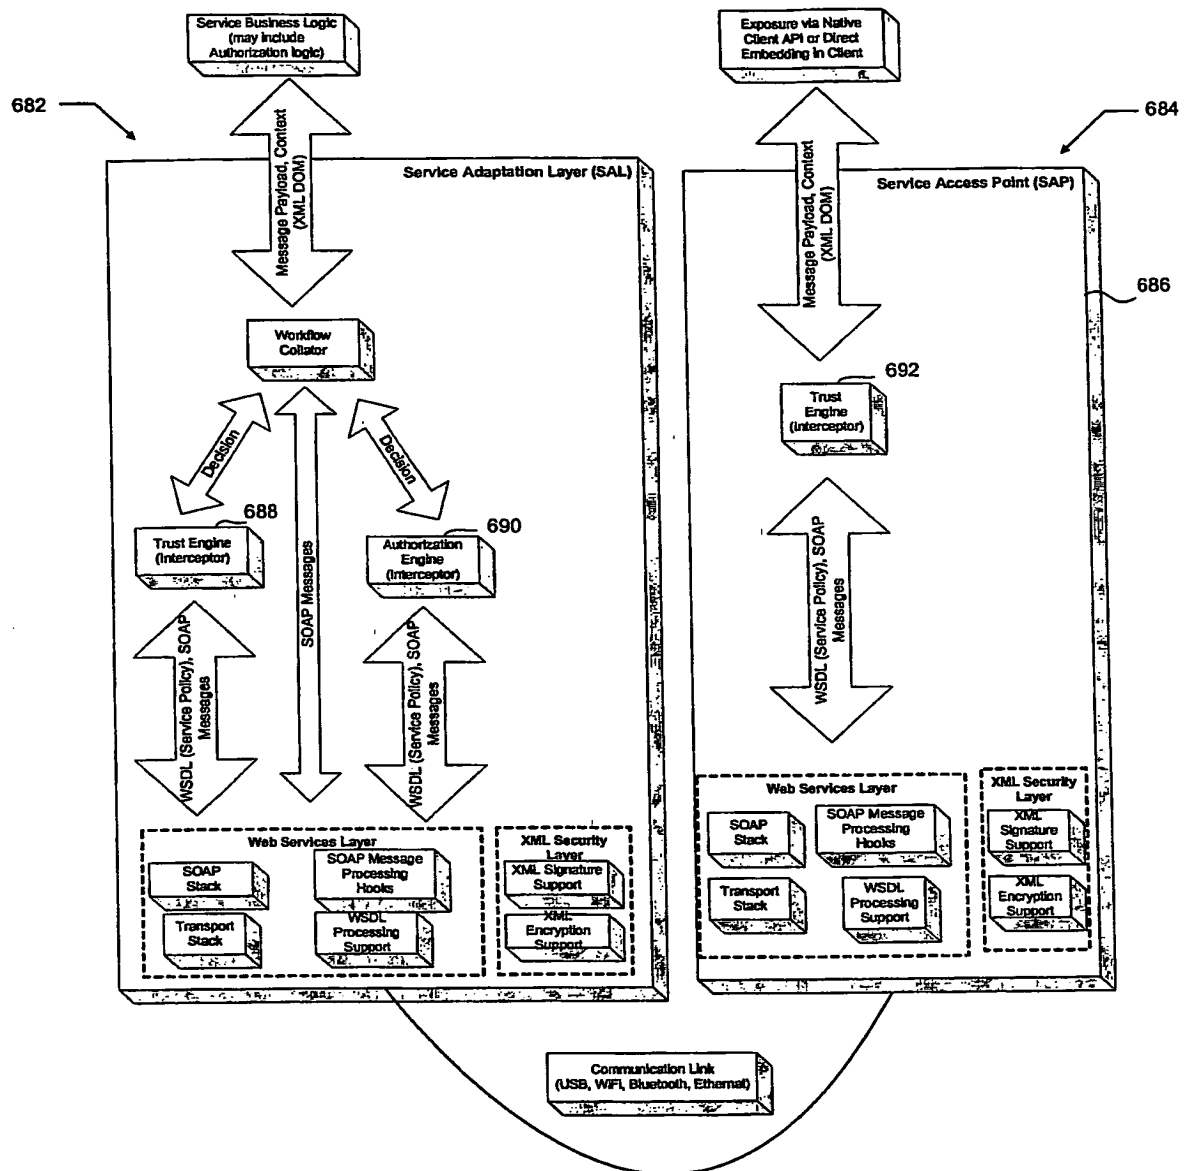 Service Business Logic
(may include
Authorization logic)
Exposure via Native
Client API or Direct
Embedding in Client
682
684
Message Payload, Context
(XML DOM)
Service Adaptation Layer (SAL)
Message Payload, Context
(XML DOM)
Service Access Point (SAP)
686
Workflow
Collator
692
Trust
Engine
(Interceptor)
Decision
Decision
688
690
Trust Engine
(Interceptor)
Authorization
Engine
(Interceptor)
SOAP Messages
WSDL (Service Policy), SOAP
Messages
WSDL (Service Policy), SOAP
Messages
WSDL (Service Policy), SOAP
Messages
Web Services Layer
SOAP
Stack
SOAP Message
Processing
Hooks
Transport
Stack
WSDL
Processing
Support
XML Security
Layer
XML Signature
Support
XML
Encryption
Support
Web Services Layer
SOAP
Stack
SOAP Message
Processing
Hooks
Transport
Stack
WSDL
Processing
Support
XML Security
Layer
XML
Signature
Support
XML
Encryption
Support
Communication Link
(USB, WiFi, Bluetooth, Ethernet)